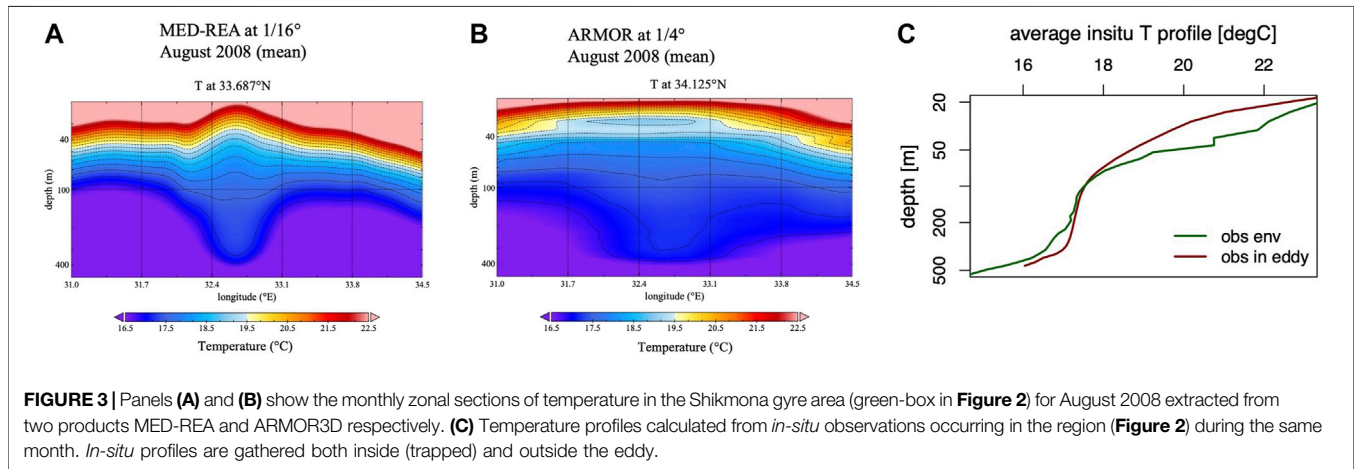 A
MED-REA at 1/16°
August 2008 (mean)
T at 33.687°N
40
100
400
depth (m)
31.0 31.7 32.4 33.1 33.8 34.5
longitude (°E)
16.5 17.5 18.5 19.5 20.5 21.5 22.5
Temperature (°C)
B
ARMOR at 1/4°
August 2008 (mean)
T at 34.125°N
40
100
400
depth (m)
31.0 31.7 32.4 33.1 33.8 34.5
longitude (°E)
16.5 17.5 18.5 19.5 20.5 21.5 22.5
Temperature (°C)
C
average insitu T profile [degC]
16 18 20 22
20
50
200
500
depth [m]
obs env
obs in eddy
FIGURE 3 | Panels (A) and (B) show the monthly zonal sections of temperature in the Shikmona gyre area (green-box in Figure 2) for August 2008 extracted from
two products MED-REA and ARMOR3D respectively. (C) Temperature profiles calculated from in-situ observations occurring in the region (Figure 2) during the same
month. In-situ profiles are gathered both inside (trapped) and outside the eddy.